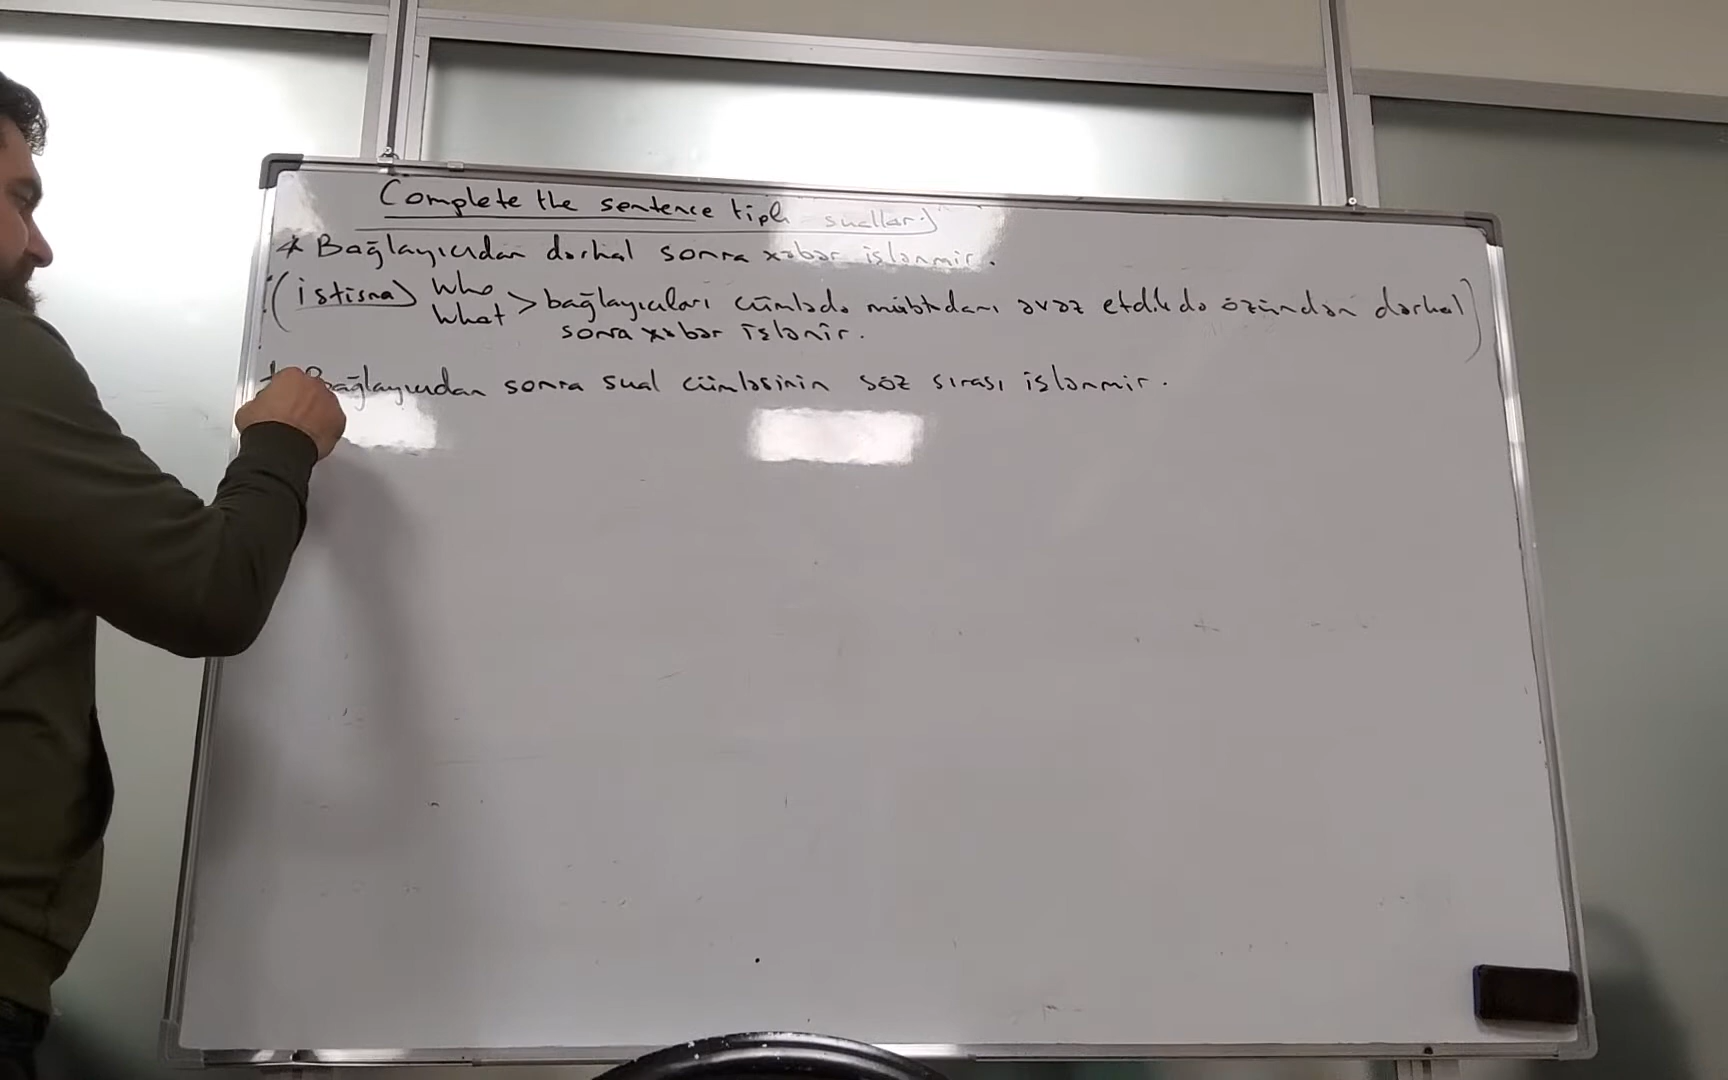 Complete the sentence tipli suallar:)
* Bağlayıcıdan dərhal sonra xəbər işlənmir.
(istisna) who
what > bağlayıcıları cümlədə mübtədanı əvəz etdikdə özündən dərhal
sonra xəbər işlənir.)
* Bağlayıcıdan sonra sual cümləsinin söz sırası işlənmir.